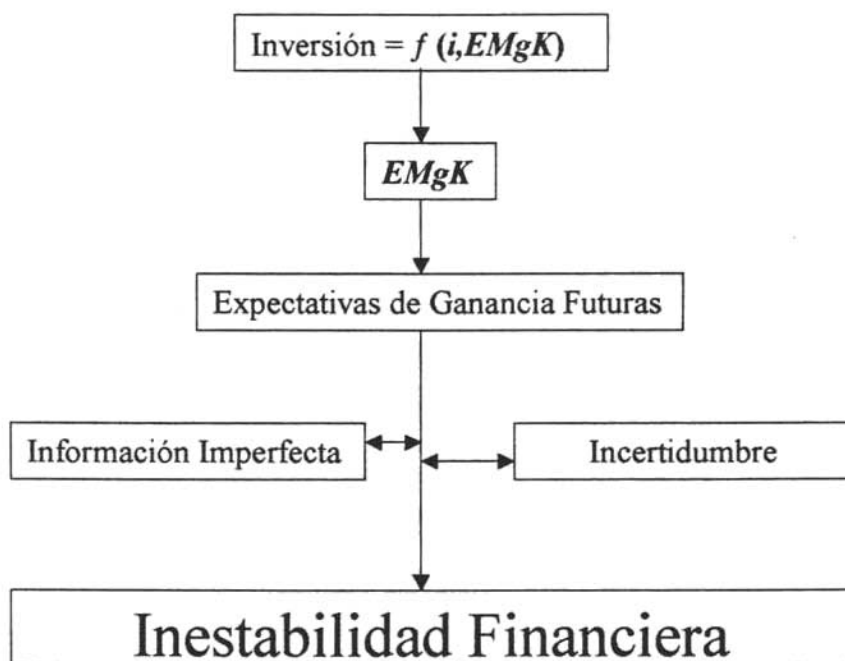 Inversión = f (i,EMgK)
EMgK
Expectativas de Ganancia Futuras
Información Imperfecta
Incertidumbre
Inestabilidad Financiera